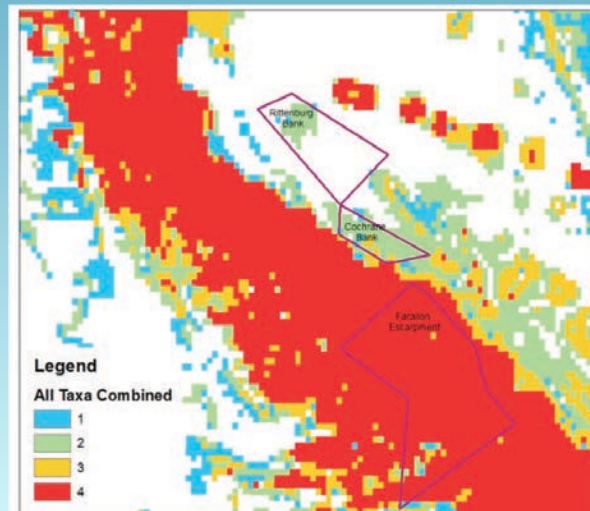 Rittenburg
Bank
Cochrane
Bank
Farallon
Escarpment
Legend
All Taxa Combined
1
2
3
4